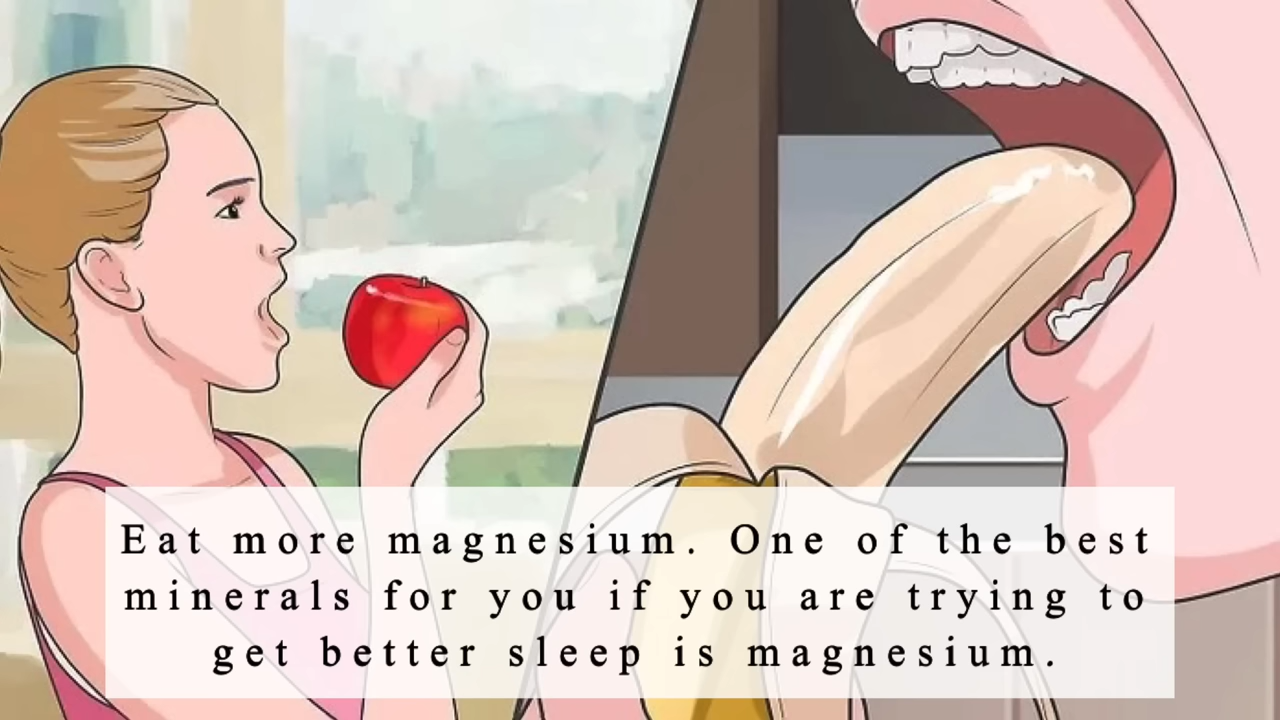 Eat more magnesium. One of the best
minerals for you if you are trying to
get better sleep is magnesium.